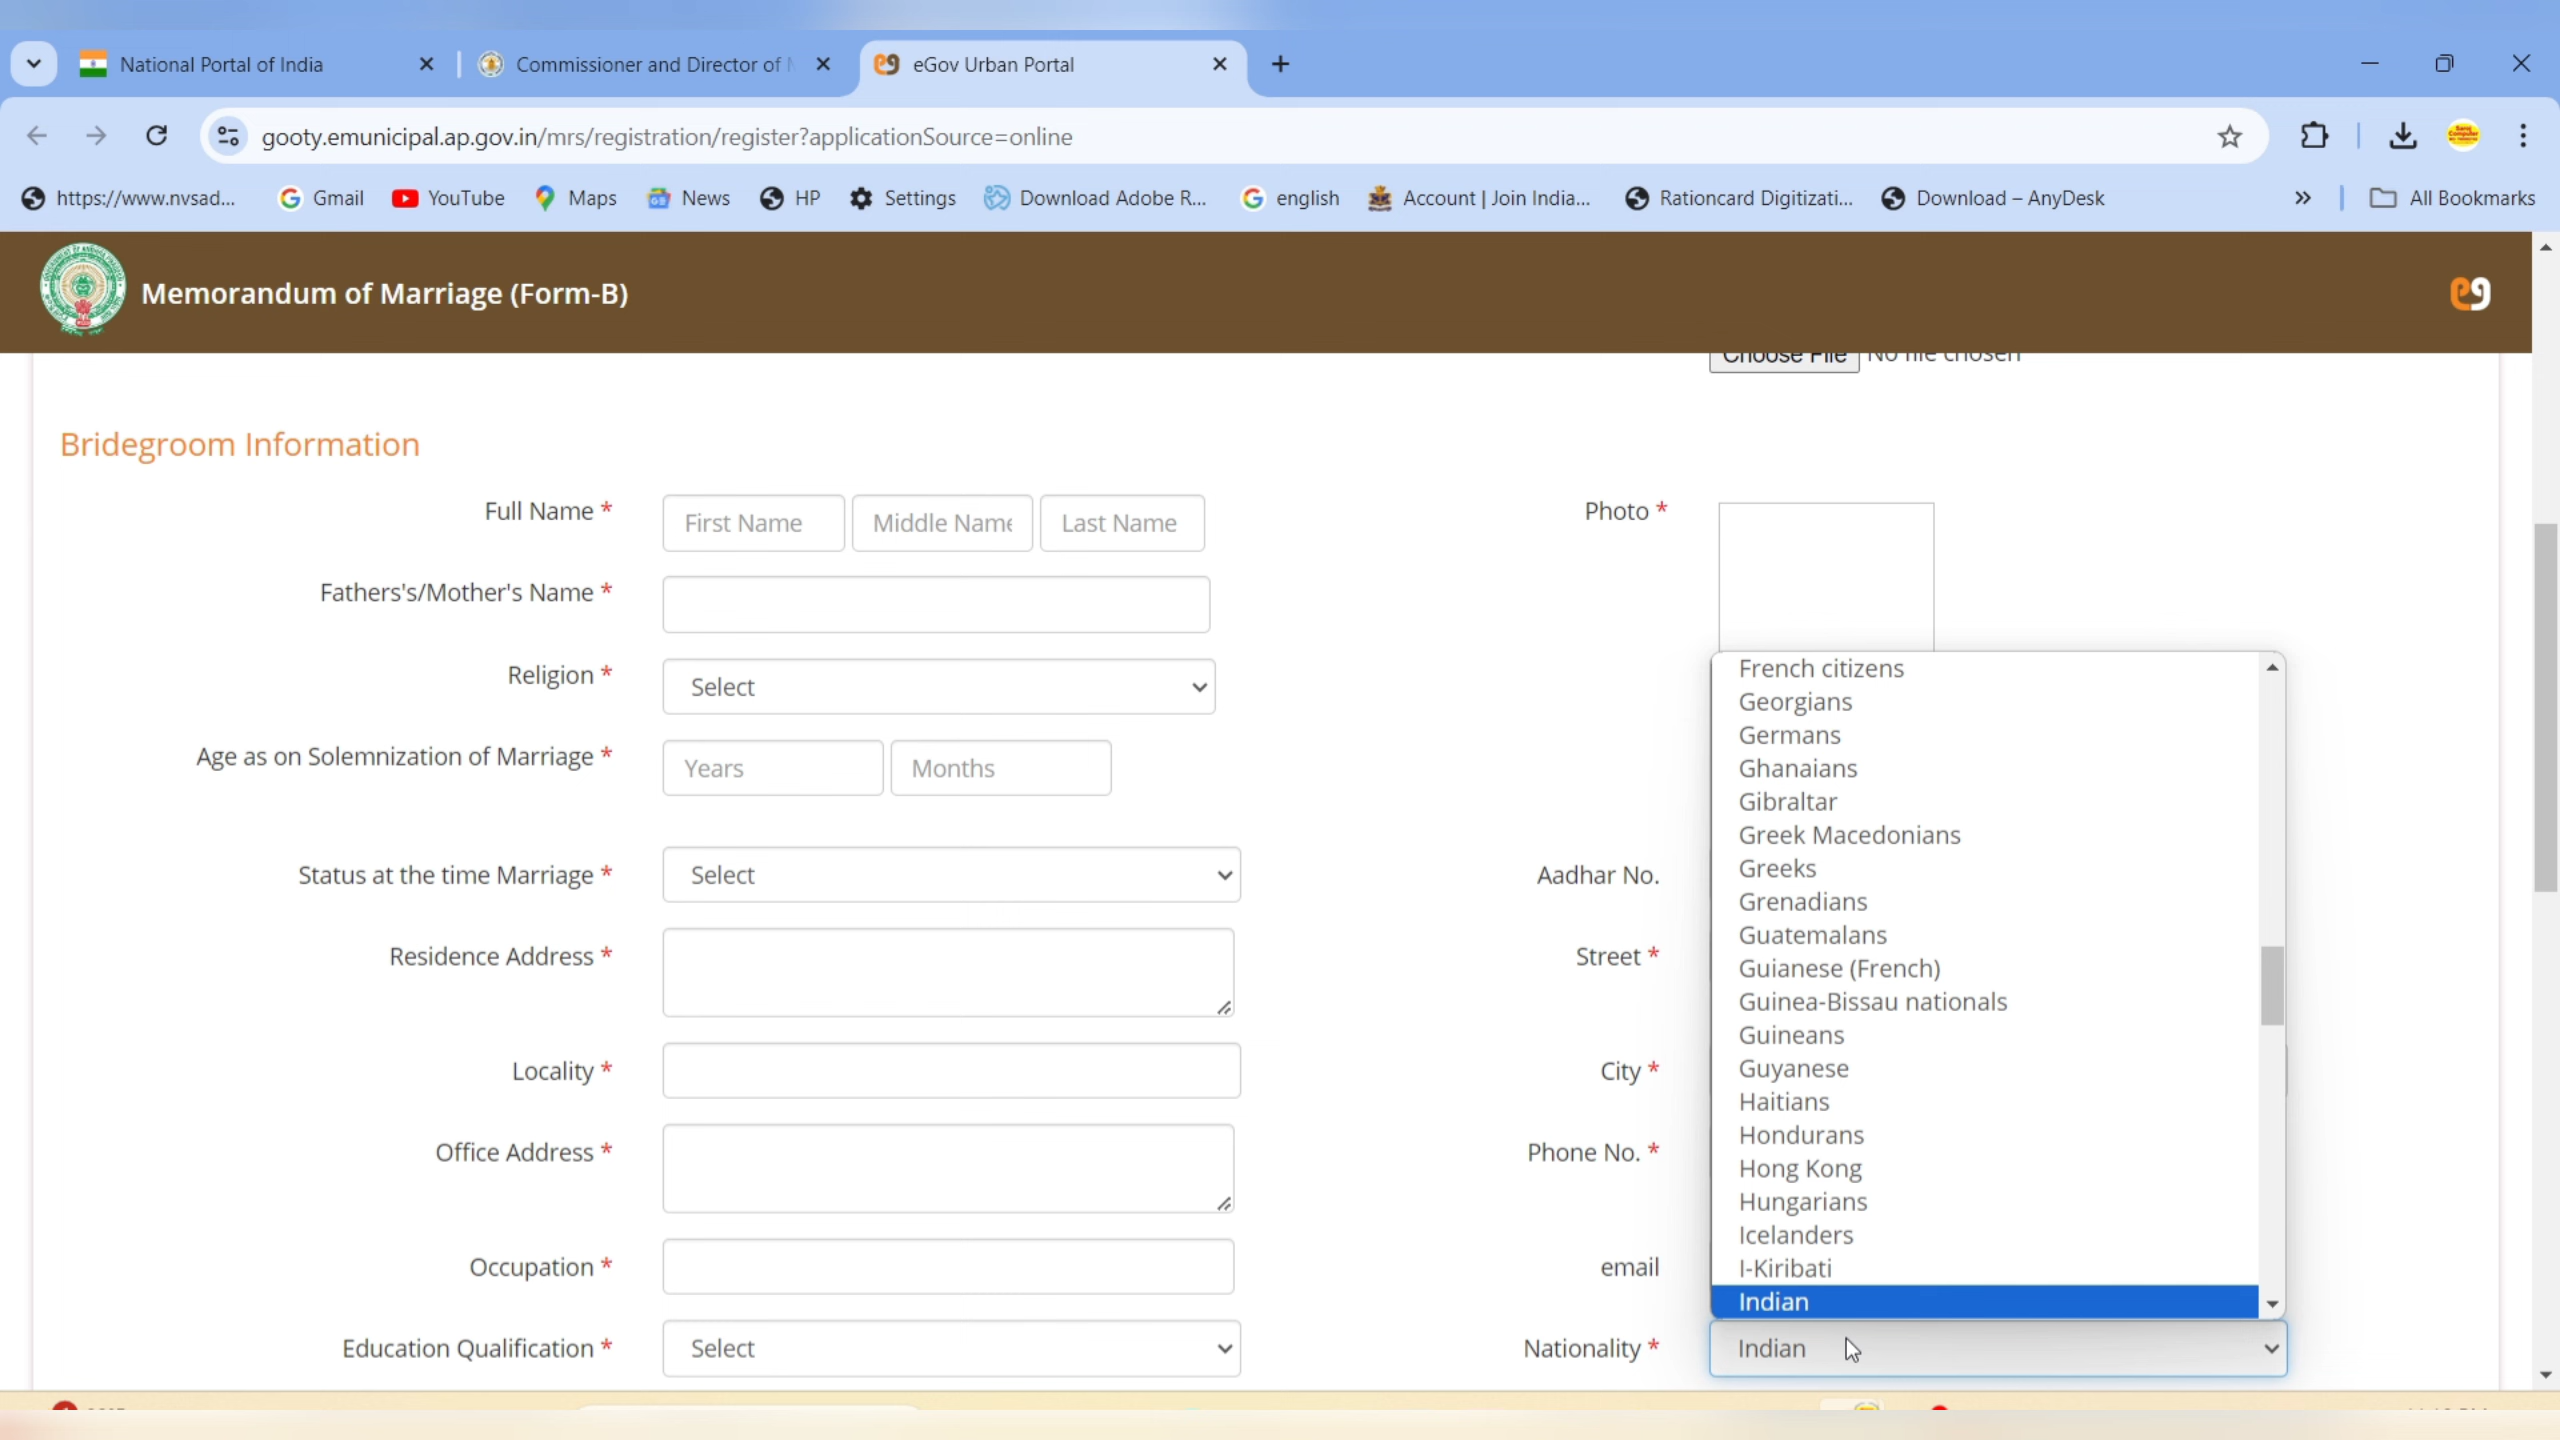 National Portal of India
Commissioner and Director of
eGov Urban Portal
gooty.emunicipal.ap.gov.in/mrs/registration/register?applicationSource=online
https://www.nvsad... Gmail YouTube Maps News HP Settings Download Adobe R... english Account | Join India... Rationcard Digitizati... Download – AnyDesk » All Bookmarks
Memorandum of Marriage (Form-B)
Choose File No file chosen
Bridegroom Information
Full Name * First Name Middle Name Last Name
Photo *
Fathers's/Mother's Name *
Religion * Select
Age as on Solemnization of Marriage * Years Months
Status at the time Marriage * Select
Aadhar No.
Residence Address *
Street *
Locality *
City *
Office Address *
Phone No. *
Occupation *
email
Education Qualification * Select
Nationality * Indian
French citizens
Georgians
Germans
Ghanaians
Gibraltar
Greek Macedonians
Greeks
Grenadians
Guatemalans
Guianese (French)
Guinea-Bissau nationals
Guineans
Guyanese
Haitians
Hondurans
Hong Kong
Hungarians
Icelanders
I-Kiribati
Indian